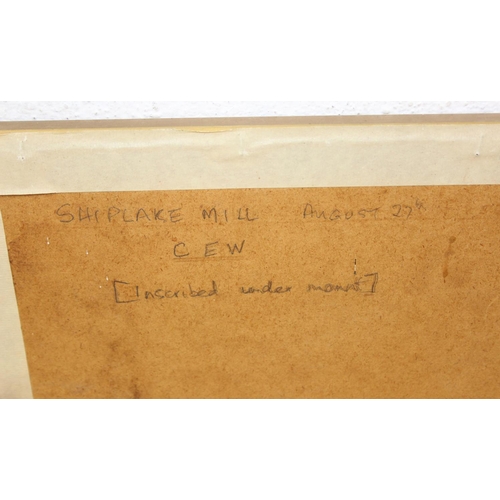 SHIPLAKE MILL AUGUST 27th
C E W
[Inscribed under mount]